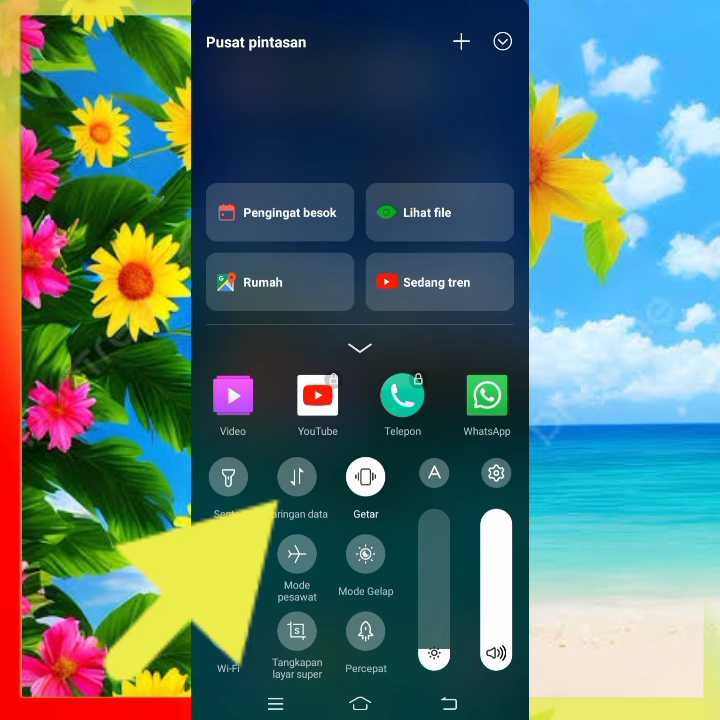 Pusat pintasan
Pengingat besok
Lihat file
Rumah
Sedang tren
Video
YouTube
Telepon
WhatsApp
A
Getar
data
Mode
pesawat
Mode Gelap
S
Wi-Fi
Tangkapan
layar super
Percepat